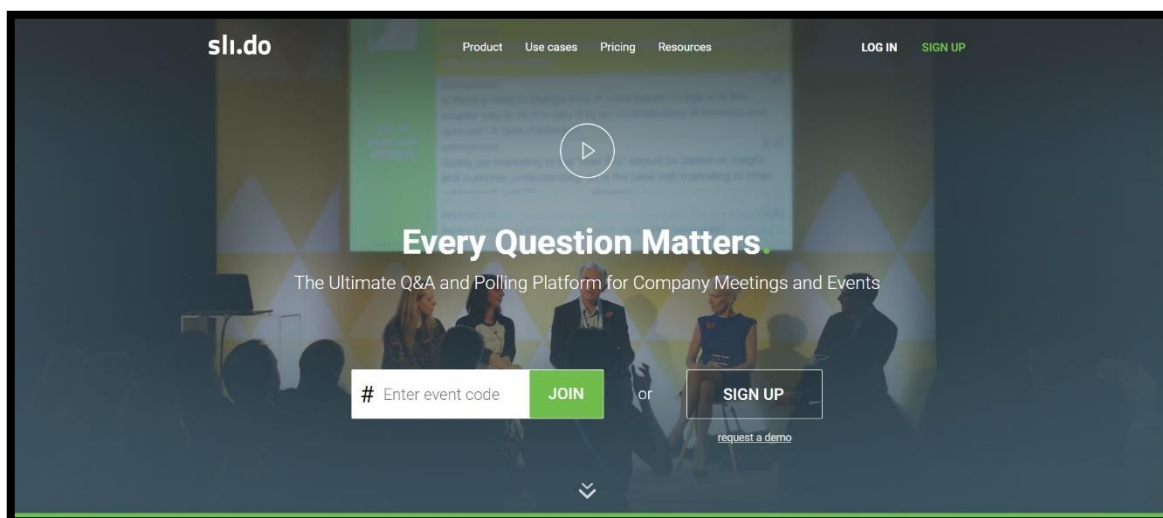 slı.do
Product Use cases Pricing Resources
LOG IN SIGN UP
Every Question Matters.
The Ultimate Q&A and Polling Platform for Company Meetings and Events
# Enter event code JOIN or SIGN UP
request a demo